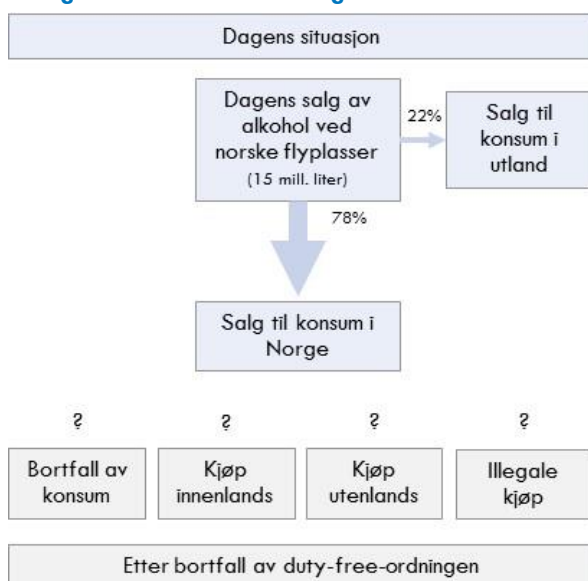 Dagens situasjon
Dagens salg av
alkohol ved
norske flyplasser
(15 mill. liter)
22%
Salg til
konsum i
utland
78%
Salg til konsum i
Norge
? ? ? ?
Bortfall av
konsum
Kjøp
innenlands
Kjøp
utenlands
Illegale
kjøp
Etter bortfall av duty-free-ordningen